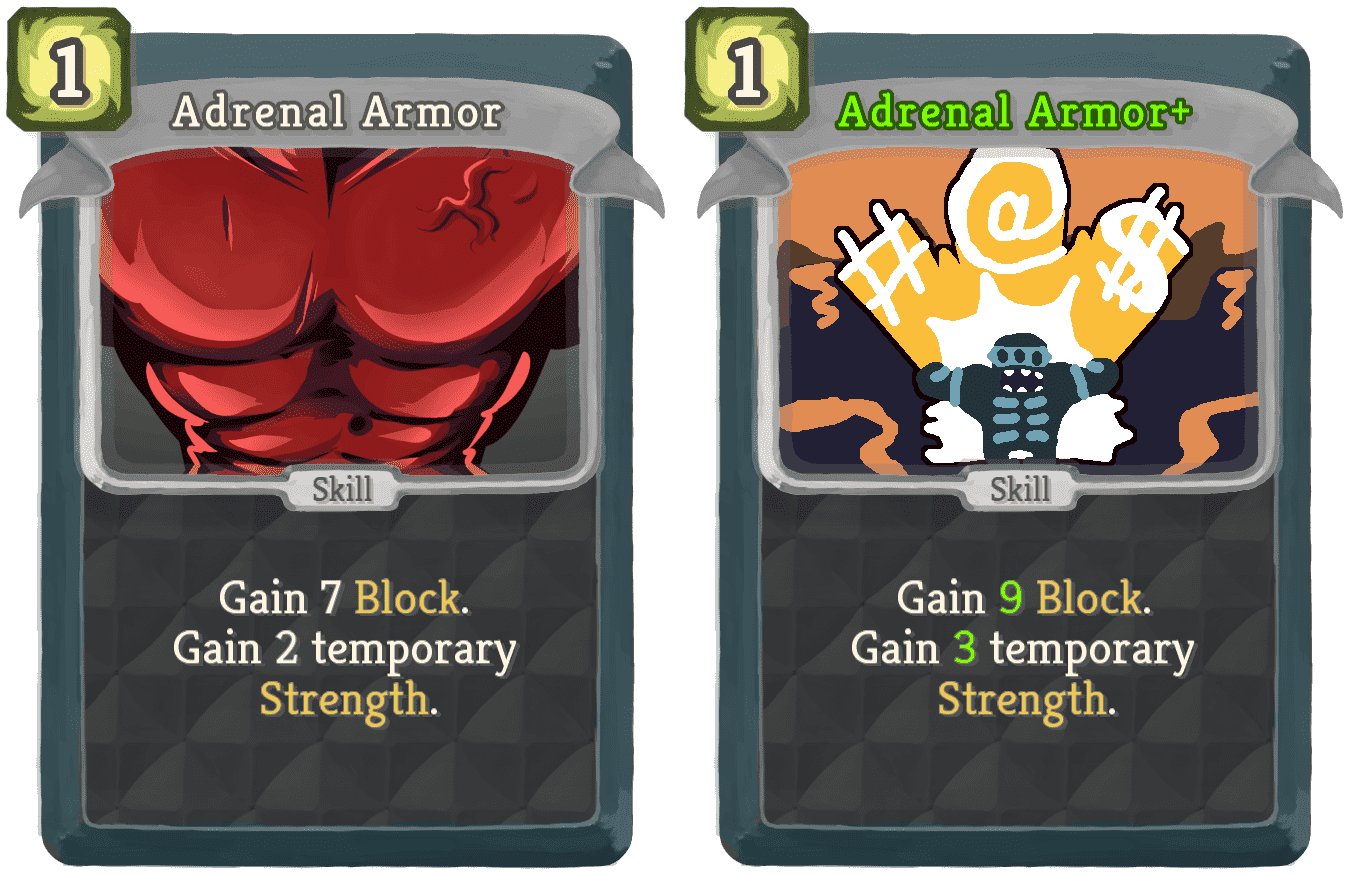 1
Adrenal Armor
Skill
Gain 7 Block.
Gain 2 temporary
Strength.
1
Adrenal Armor+
# @ $
Skill
Gain 9 Block.
Gain 3 temporary
Strength.